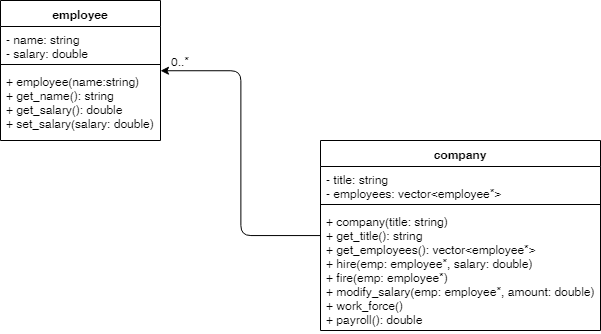 employee
- name: string
- salary: double
+ employee(name:string)
+ get_name(): string
+ get_salary(): double
+ set_salary(salary: double)
0..*
company
- title: string
- employees: vector<employee*>
+ company(title: string)
+ get_title(): string
+ get_employees(): vector<employee*>
+ hire(emp: employee*, salary: double)
+ fire(emp: employee*)
+ modify_salary(emp: employee*, amount: double)
+ work_force()
+ payroll(): double